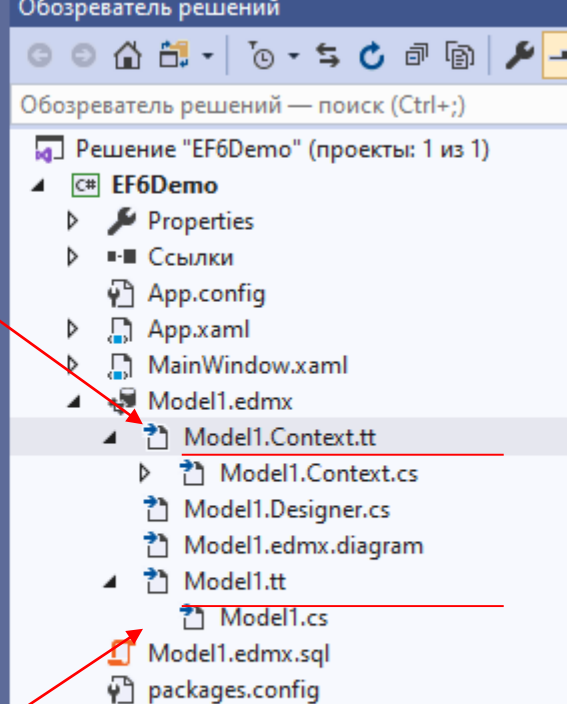 Обозреватель решений
Обозреватель решений — поиск (Ctrl+;)
Решение "EF6Demo" (проекты: 1 из 1)
C# EF6Demo
Properties
Ссылки
App.config
App.xaml
MainWindow.xaml
Model1.edmx
Model1.Context.tt
Model1.Context.cs
Model1.Designer.cs
Model1.edmx.diagram
Model1.tt
Model1.cs
Model1.edmx.sql
packages.config